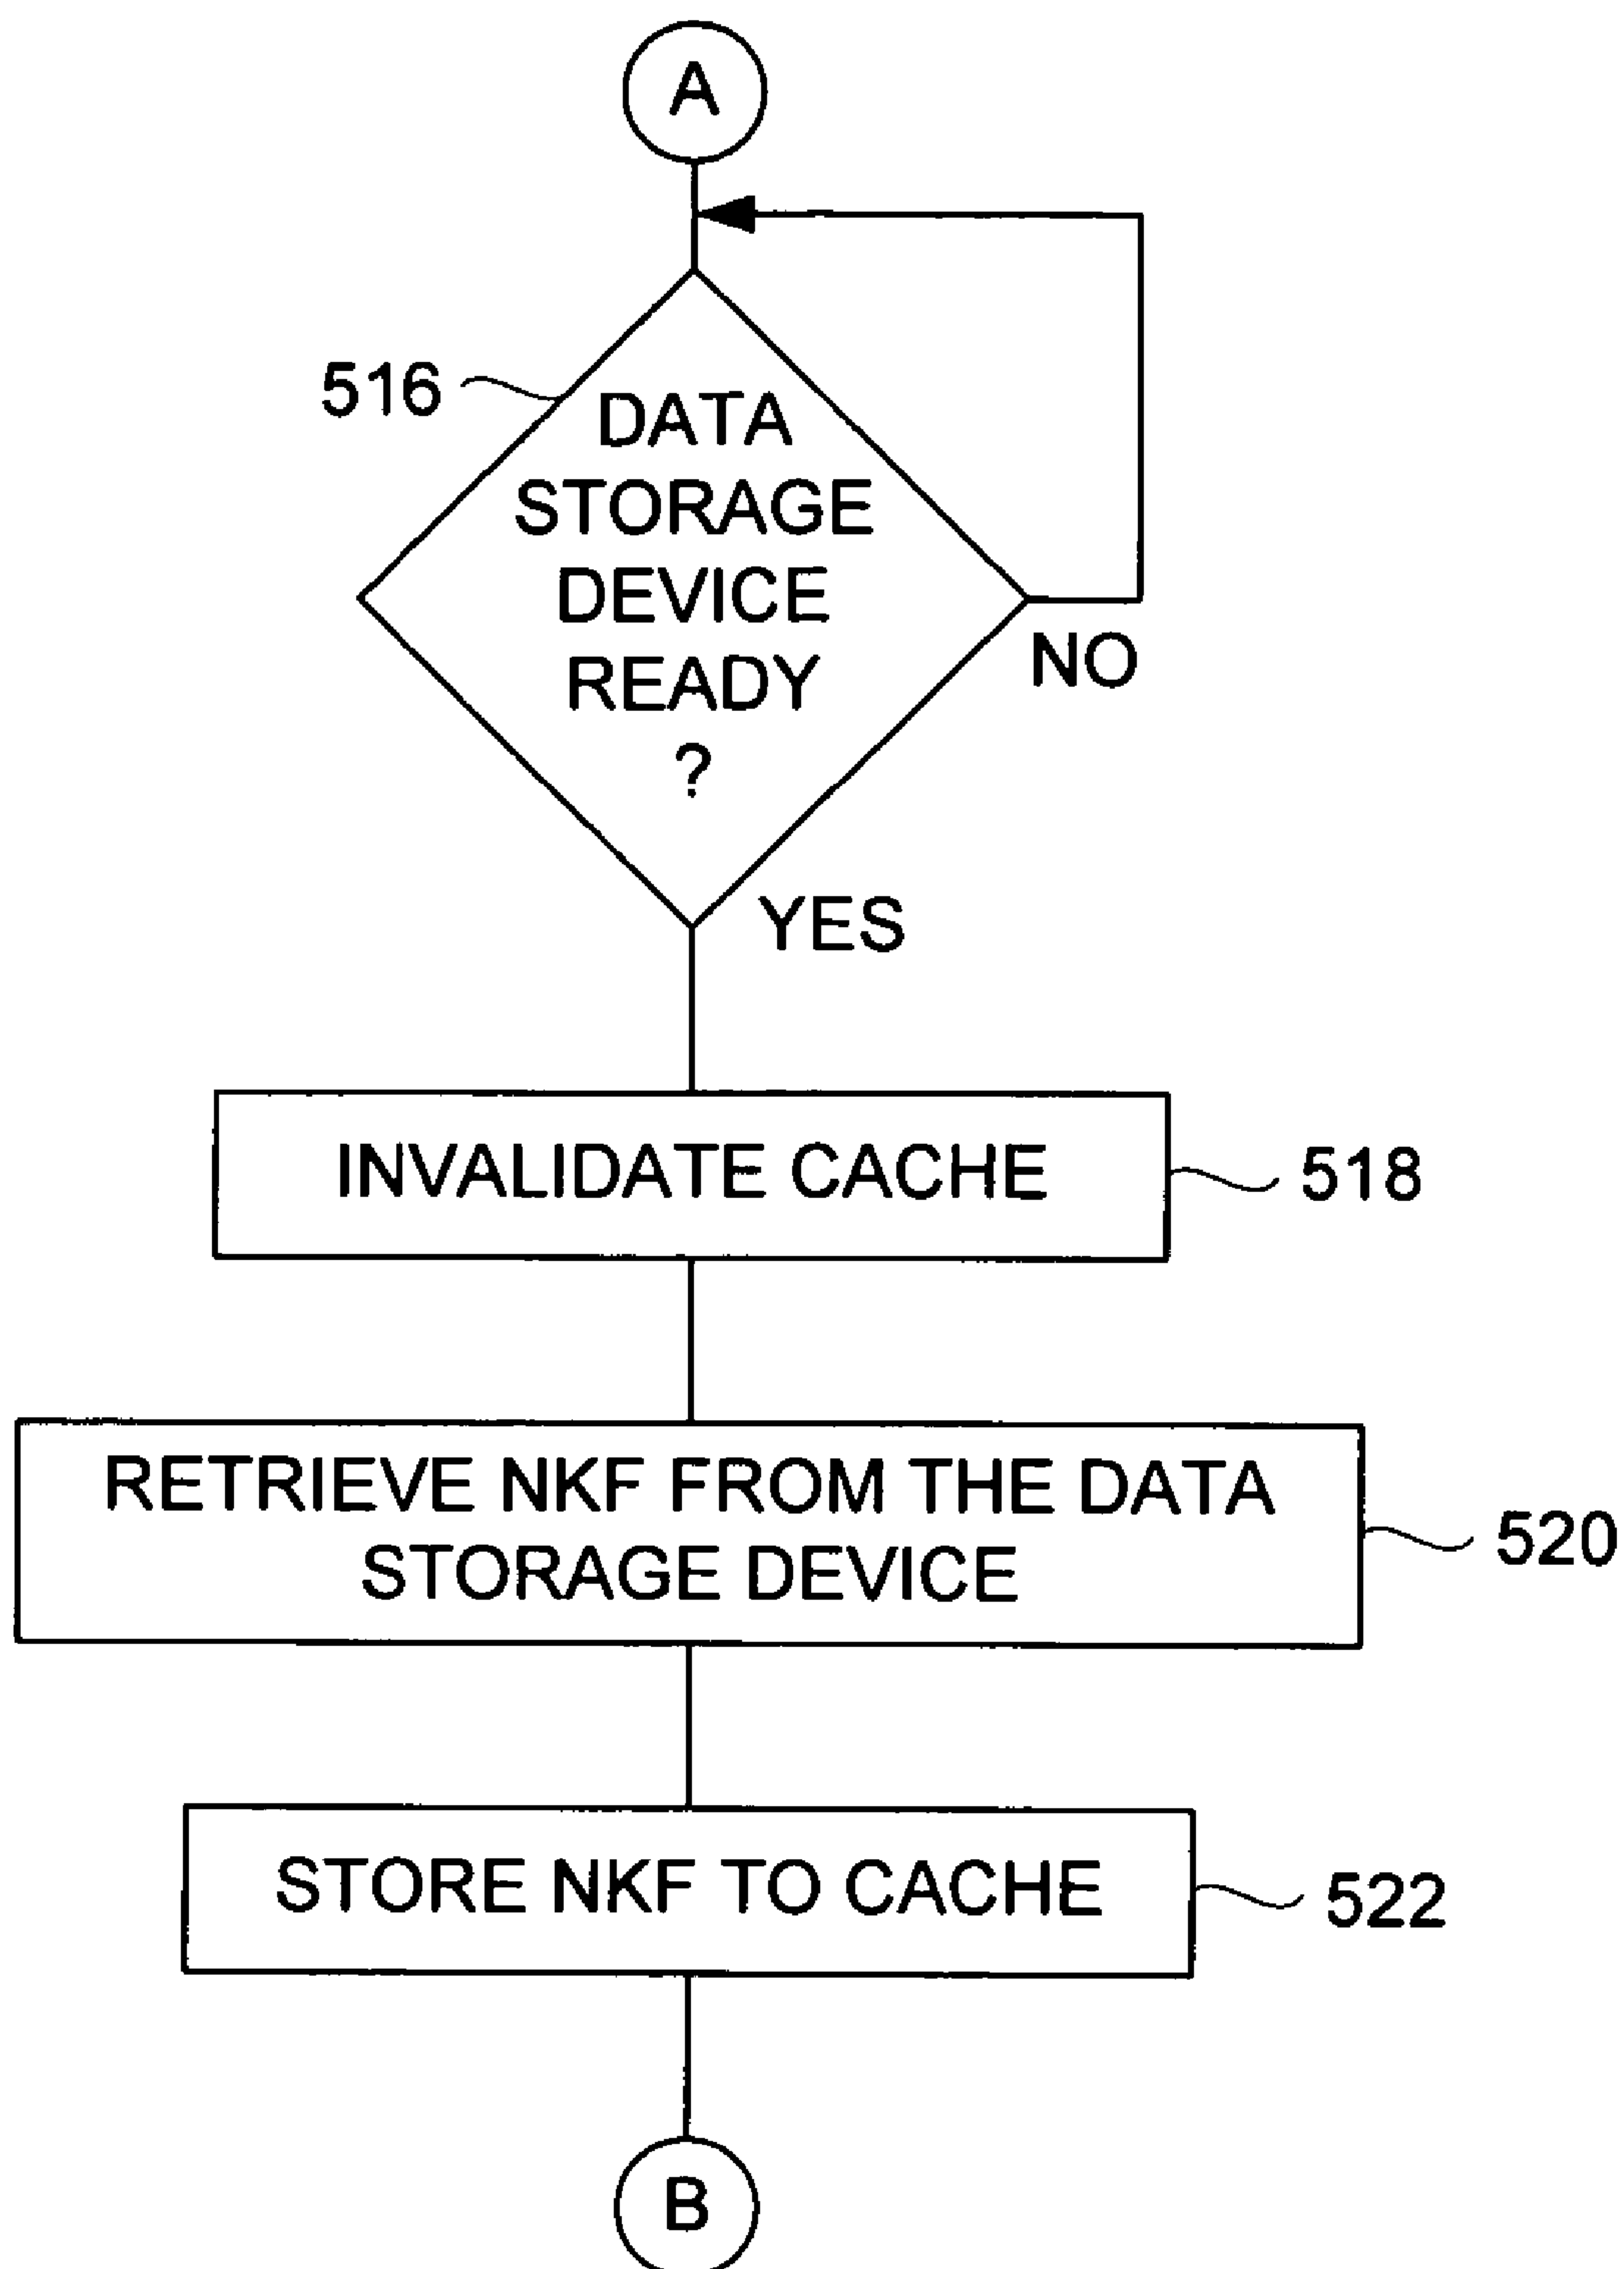 A
516
DATA
STORAGE
DEVICE
READY
?
NO
YES
INVALIDATE CACHE
518
RETRIEVE NKF FROM THE DATA
STORAGE DEVICE
520
STORE NKF TO CACHE
522
B